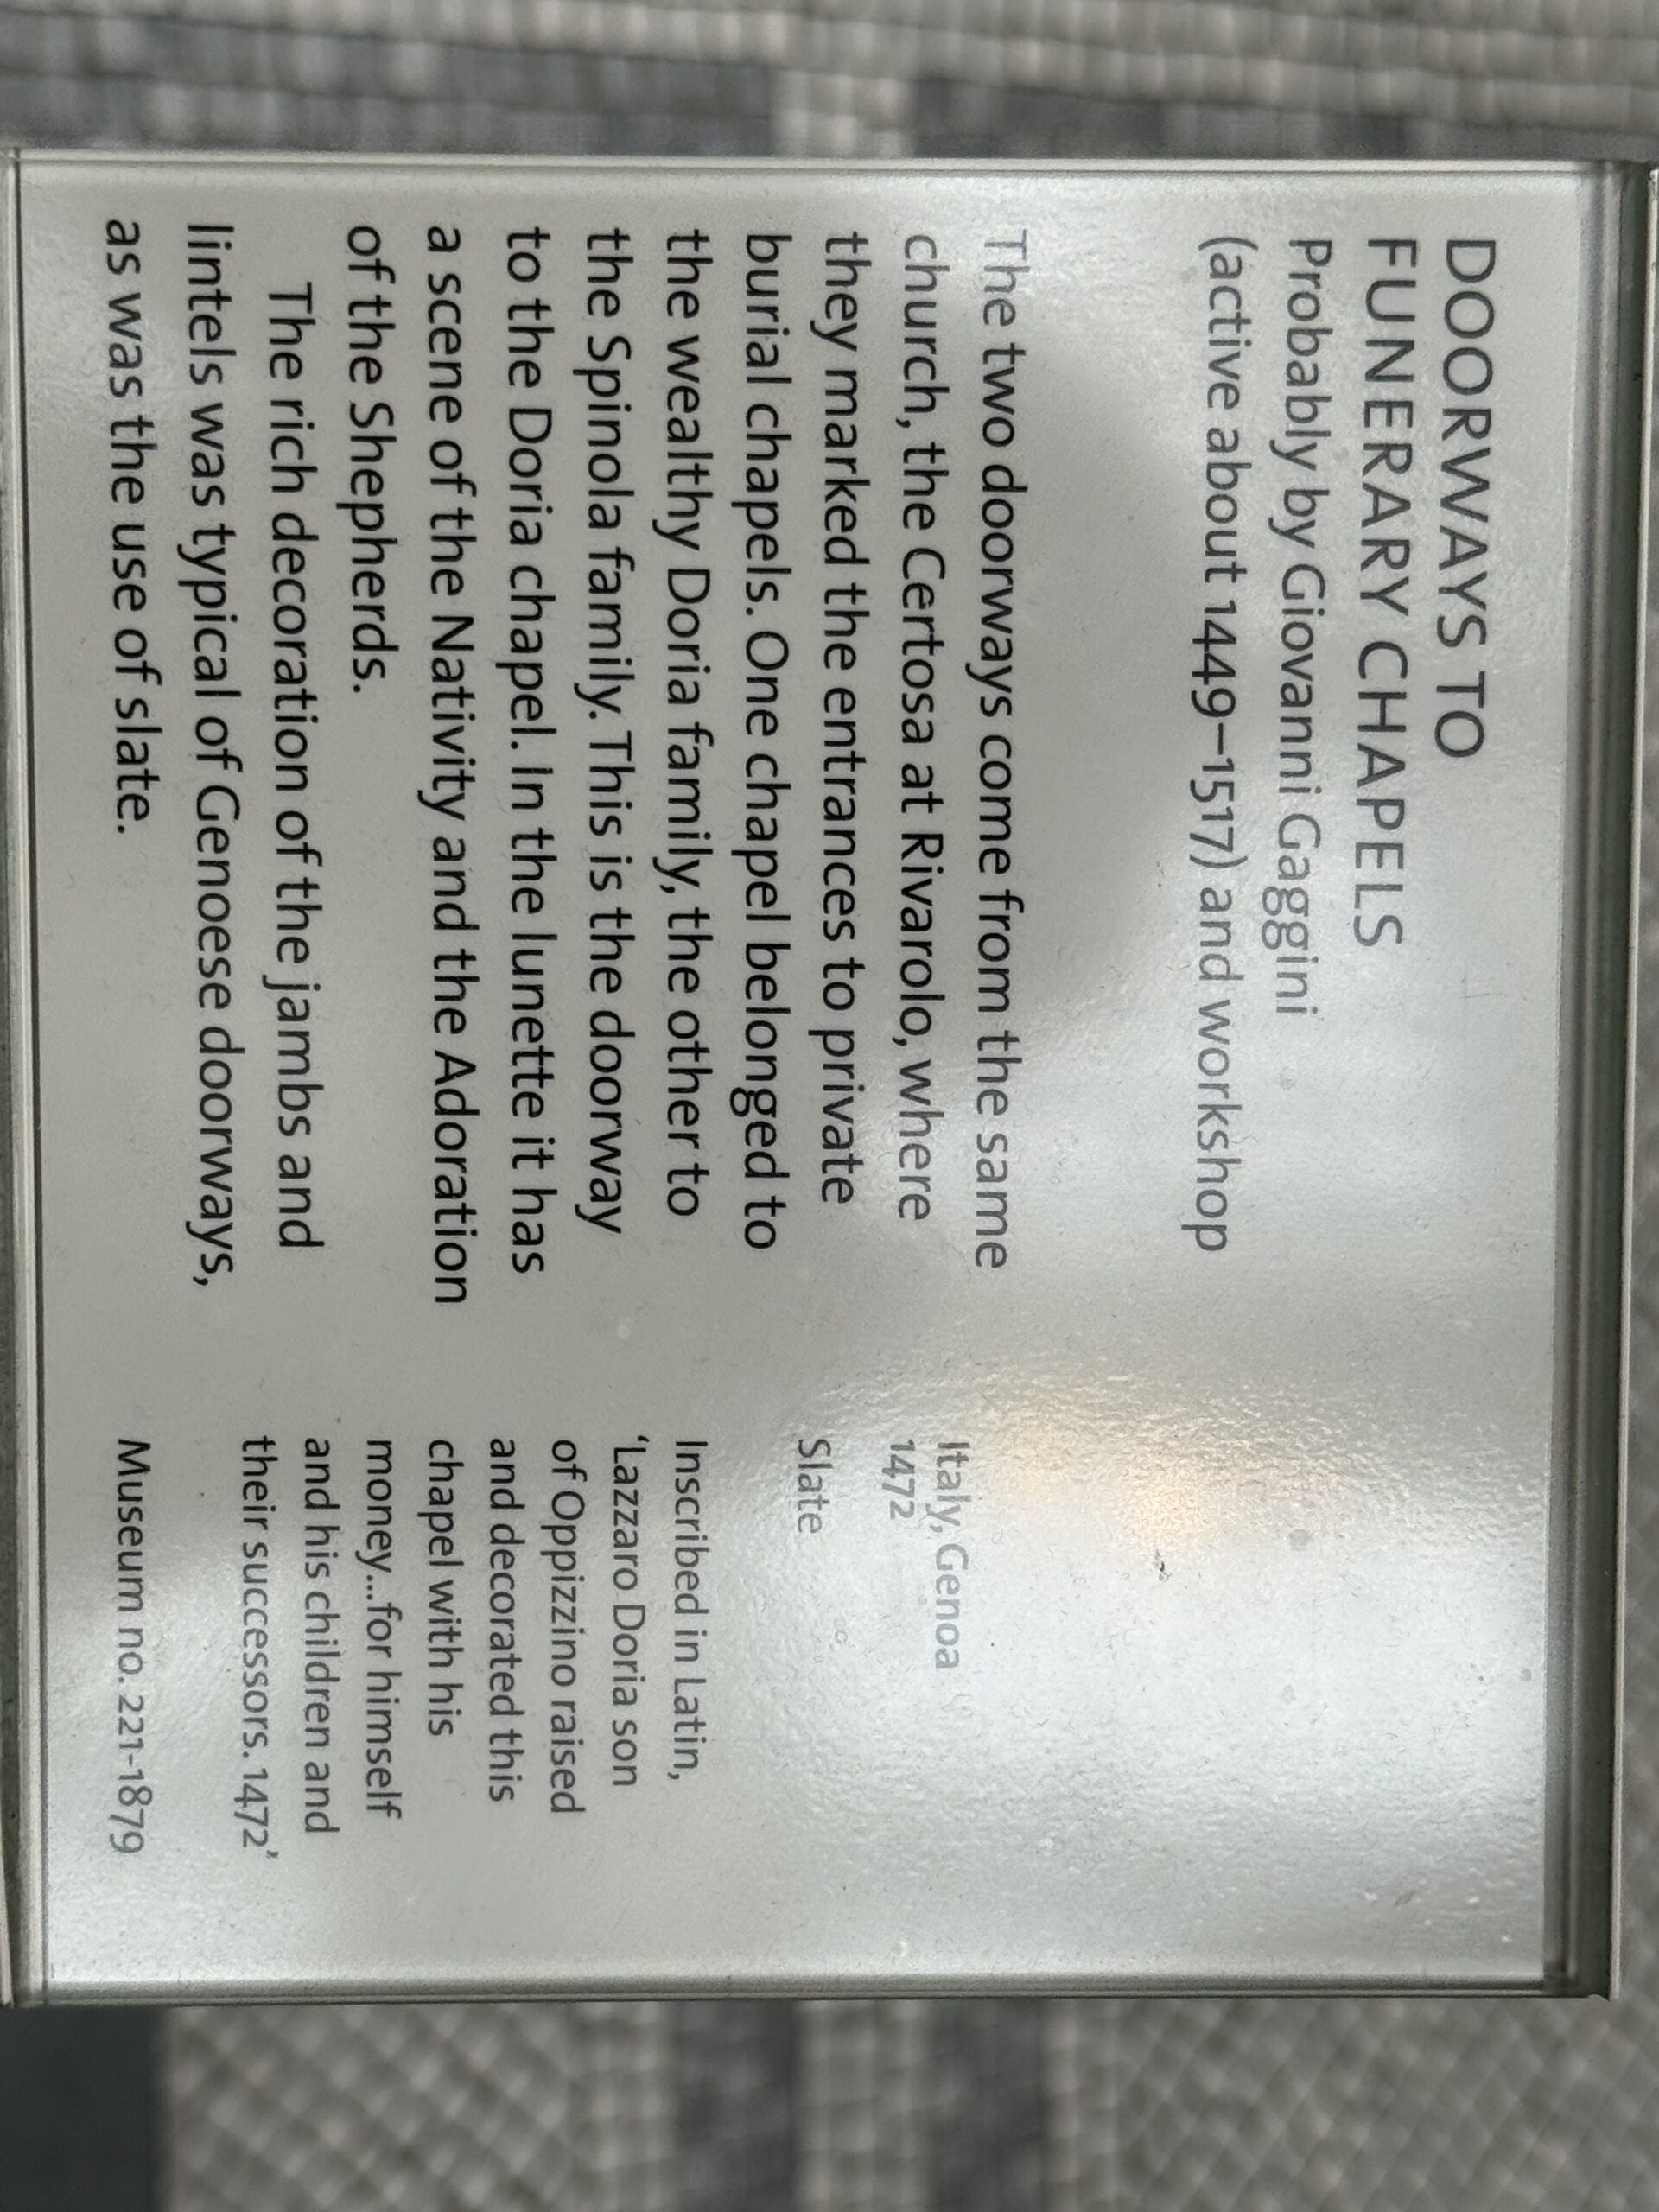 DOORWAYS TO
FUNERARY CHAPELS
Probably by Giovanni Gaggini
(active about 1449–1517) and workshop
The two doorways come from the same
church, the Certosa at Rivarolo, where
they marked the entrances to private
burial chapels. One chapel belonged to
the wealthy Doria family, the other to
the Spinola family. This is the doorway
to the Doria chapel. In the lunette it has
a scene of the Nativity and the Adoration
of the Shepherds.
The rich decoration of the jambs and
lintels was typical of Genoese doorways,
as was the use of slate.
Italy, Genoa
1472
Slate
Inscribed in Latin,
‘Lazzaro Doria son
of Oppizzino raised
and decorated this
chapel with his
money...for himself
and his children and
their successors. 1472’
Museum no. 221-1879